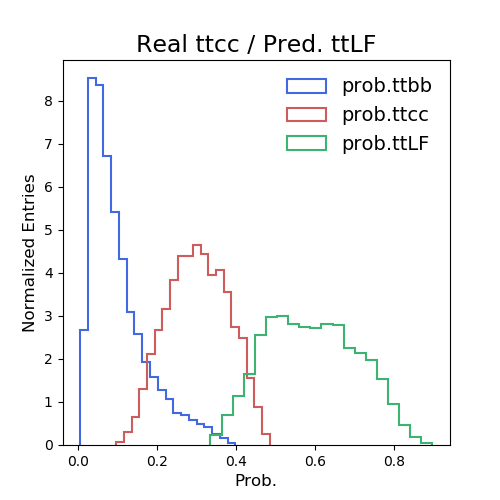 Real ttcc / Pred. ttLF
prob.ttbb
prob.ttcc
prob.ttLF
Normalized Entries
8
7
6
5
4
3
2
1
0
0.0 0.2 0.4 0.6 0.8
Prob.